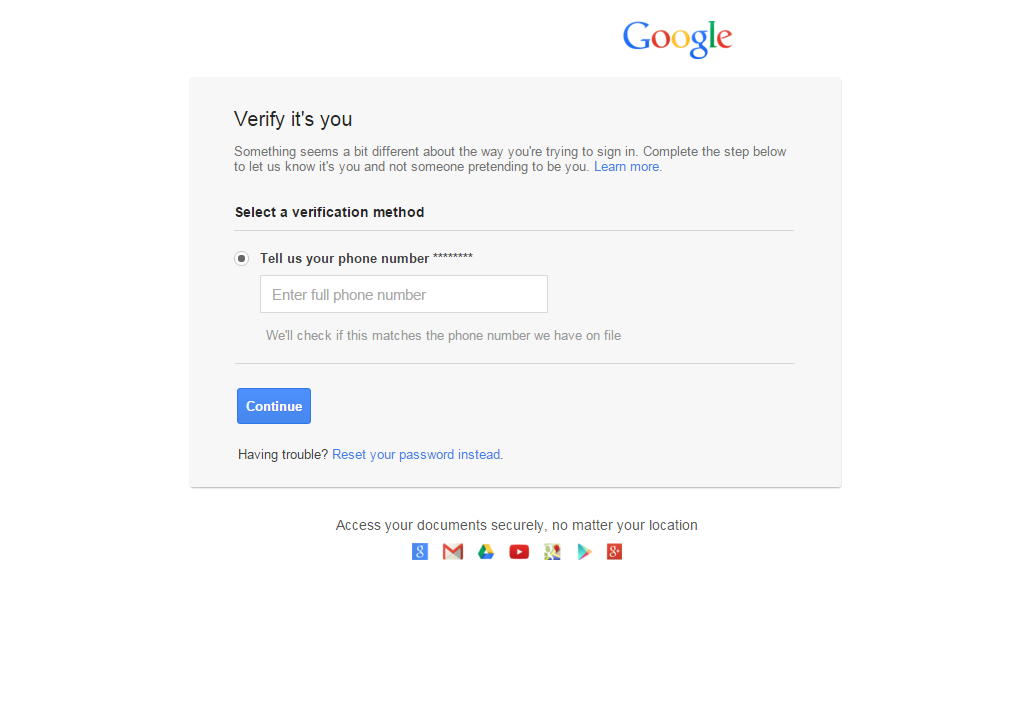 Google
Verify it's you
Something seems a bit different about the way you're trying to sign in. Complete the step below
to let us know it's you and not someone pretending to be you. Learn more.
Select a verification method
Tell us your phone number ********
Enter full phone number
We'll check if this matches the phone number we have on file
Continue
Having trouble? Reset your password instead.
Access your documents securely, no matter your location
8
8+